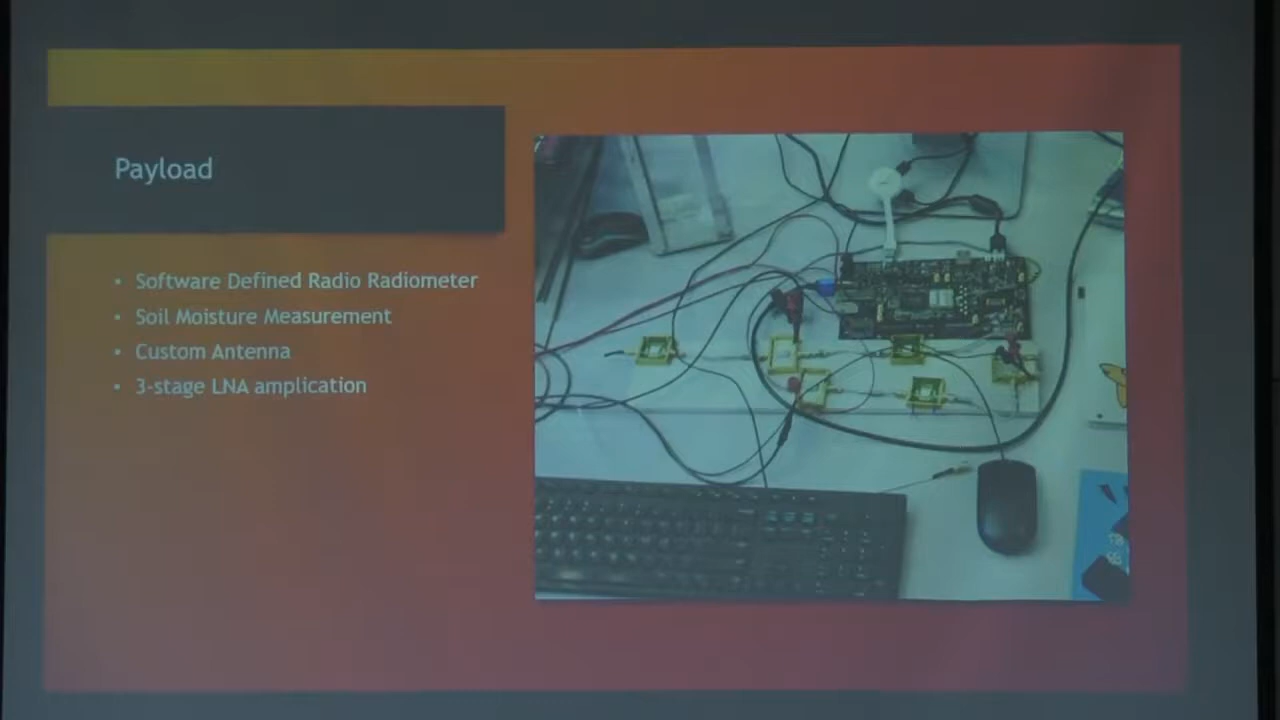 Payload
• Software Defined Radio Radiometer
• Soil Moisture Measurement
• Custom Antenna
• 3-stage LNA amplication